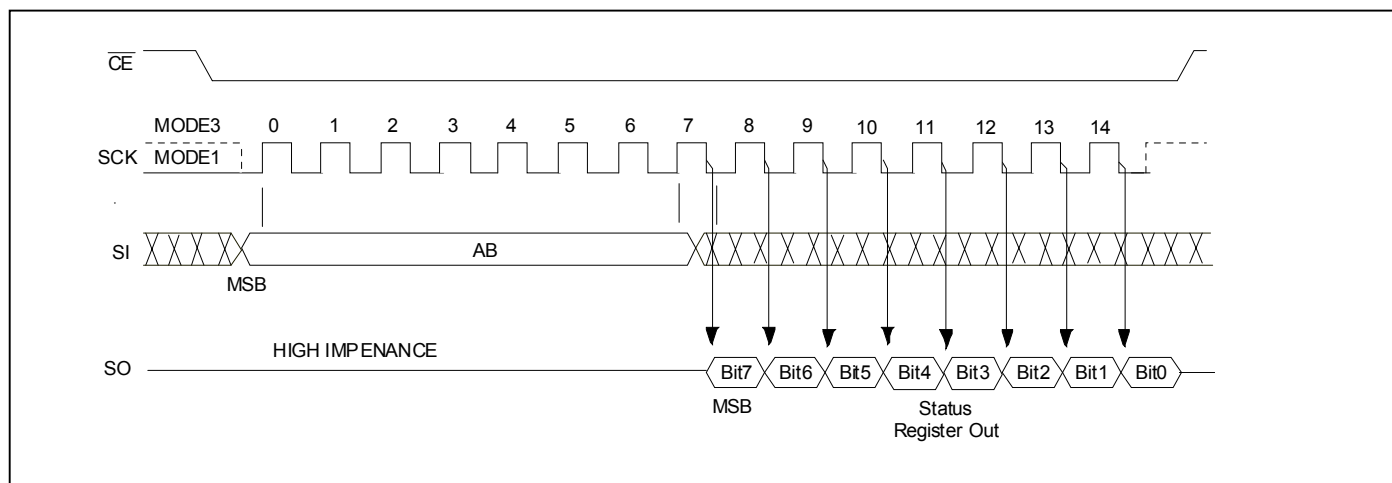 CE
MODE3 0 1 2 3 4 5 6 7 8 9 10 11 12 13 14
SCK MODE1
SI AB
MSB
HIGH IMPENANCE
SO Bit7 Bit6 Bit5 Bit4 Bit3 Bit2 Bit1 Bit0
MSB Status
Register Out